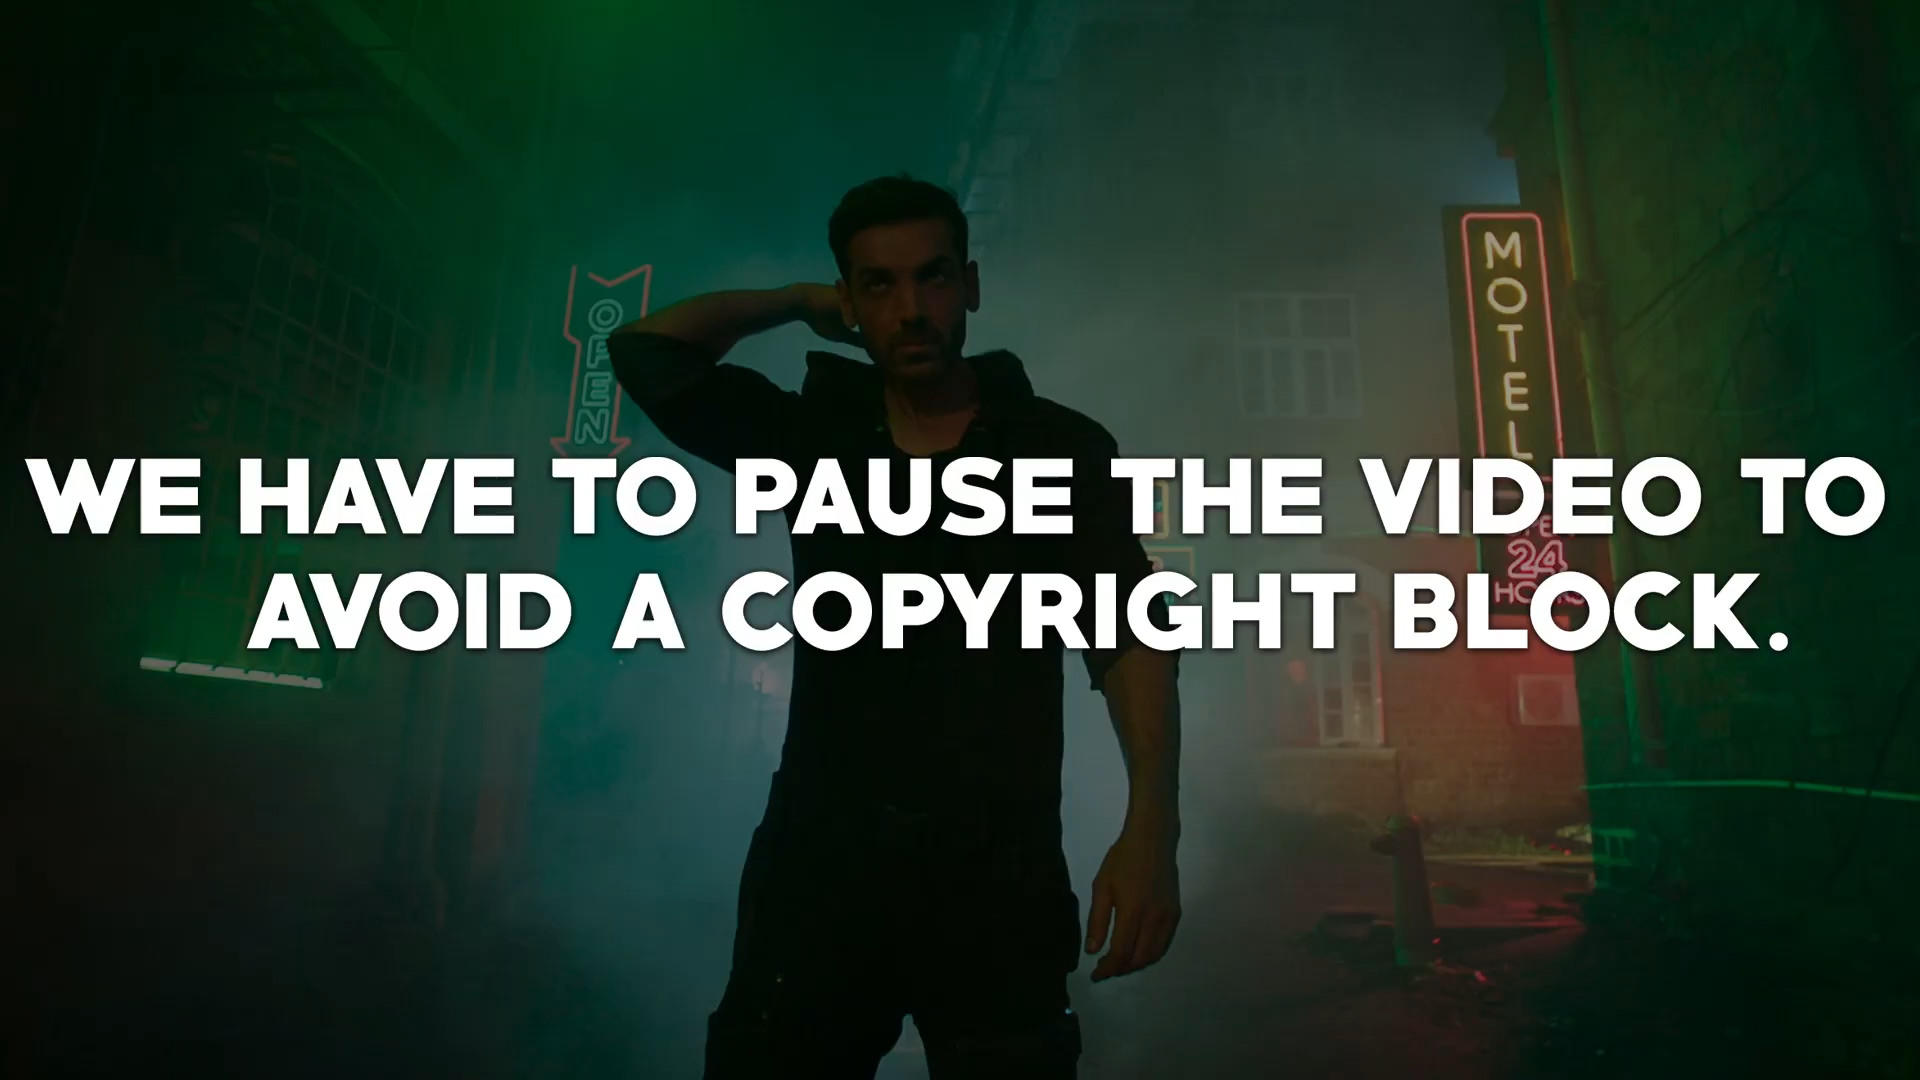 OPEN
MOTEL
WE HAVE TO PAUSE THE VIDEO TO
24
AVOID A COPYRIGHT BLOCK.